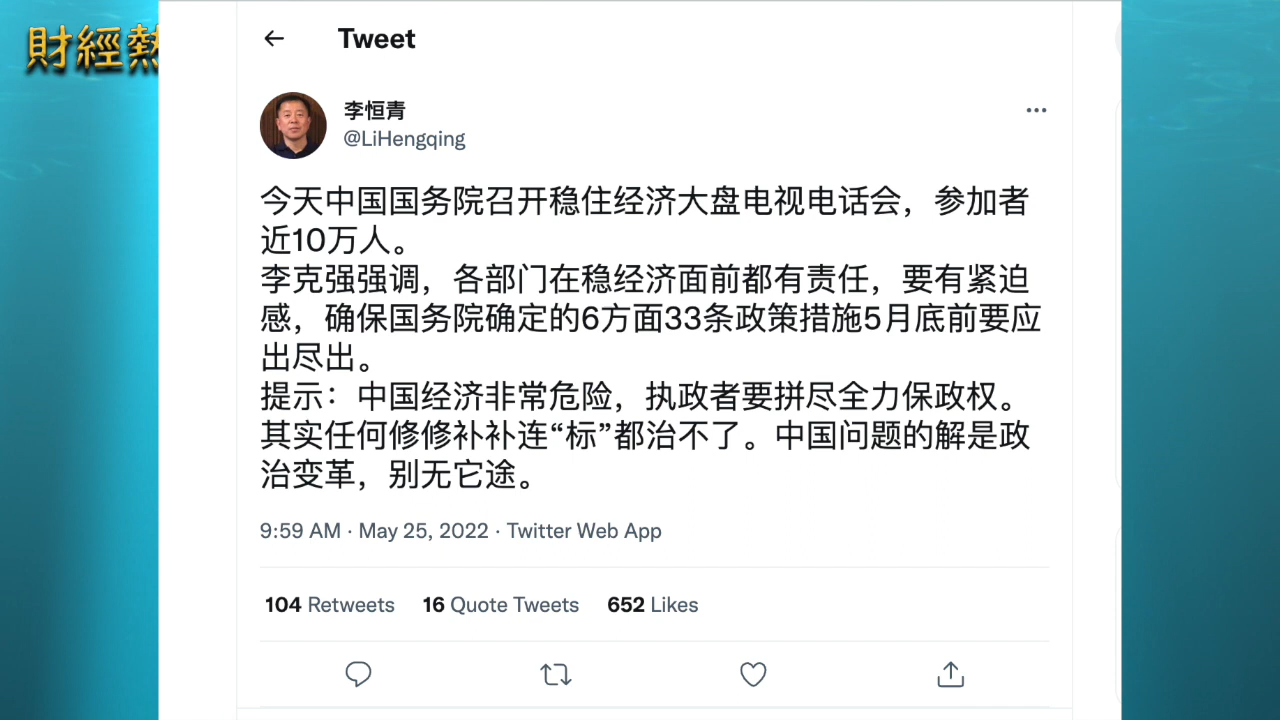 財經熱
Tweet
李恒青
@LiHengqing
今天中国国务院召开稳住经济大盘电视电话会，参加者
近10万人。
李克强强调，各部门在稳经济面前都有责任，要有紧迫
感，确保国务院确定的6方面33条政策措施5月底前要应
出尽出。
提示：中国经济非常危险，执政者要拼尽全力保政权。
其实任何修修补补连“标”都治不了。中国问题的解是政
治变革，别无它途。
9:59 AM · May 25, 2022 · Twitter Web App
104 Retweets 16 Quote Tweets 652 Likes